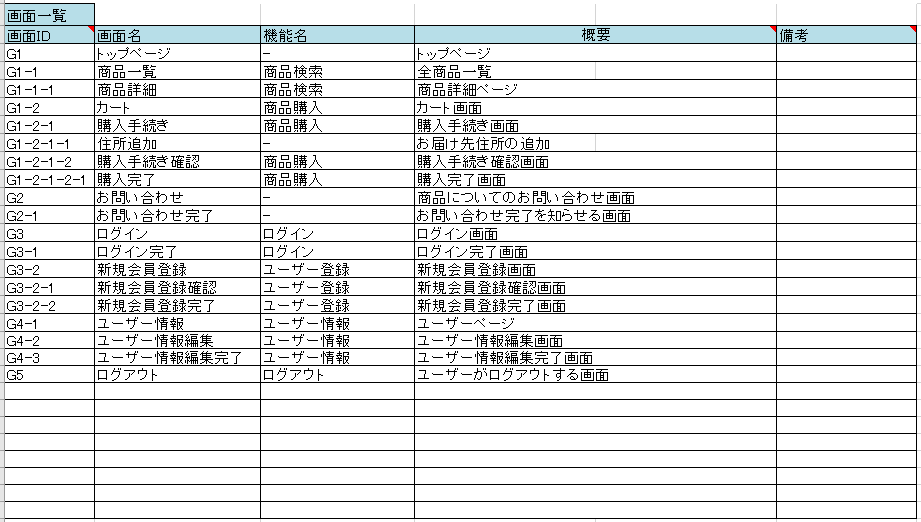 画面一覧
画面ID 画面名 機能名 概要 備考
G1 トップページ - トップページ
G1-1 商品一覧 商品検索 全商品一覧
G1-1-1 商品詳細 商品検索 商品詳細ページ
G1-2 カート 商品購入 カート画面
G1-2-1 購入手続き 商品購入 購入手続き画面
G1-2-1-1 住所追加 - お届け先住所の追加
G1-2-1-2 購入手続き確認 商品購入 購入手続き確認画面
G1-2-1-2-1 購入完了 商品購入 購入完了画面
G2 お問い合わせ - 商品についてのお問い合わせ画面
G2-1 お問い合わせ完了 - お問い合わせ完了を知らせる画面
G3 ログイン ログイン ログイン画面
G3-1 ログイン完了 ログイン ログイン完了画面
G3-2 新規会員登録 ユーザー登録 新規会員登録画面
G3-2-1 新規会員登録確認 ユーザー登録 新規会員登録確認画面
G3-2-2 新規会員登録完了 ユーザー登録 新規会員登録完了画面
G4-1 ユーザー情報 ユーザー情報 ユーザーページ
G4-2 ユーザー情報編集 ユーザー情報 ユーザー情報編集画面
G4-3 ユーザー情報編集完了 ユーザー情報 ユーザー情報編集完了画面
G5 ログアウト ログアウト ユーザーがログアウトする画面